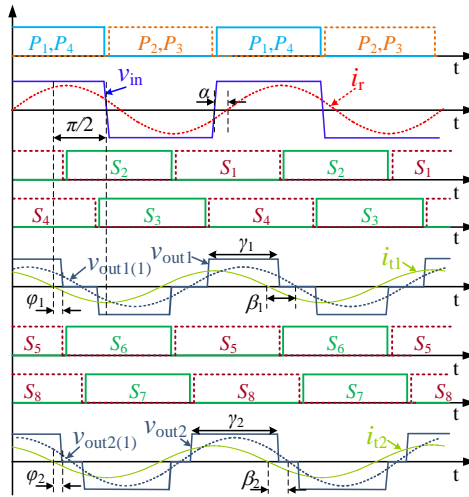 P1,P4 P2,P3 P1,P4 P2,P3
t
vin ir
α
t
π/2
S2 S1 S2 S1
t
S4 S3 S4 S3
t
vout1(1) vout1 γ1 it1
φ1 β1
t
S5 S6 S5 S6 S5
t
S8 S7 S8 S7 S8
t
vout2(1) vout2 γ2 it2
φ2 β2
t